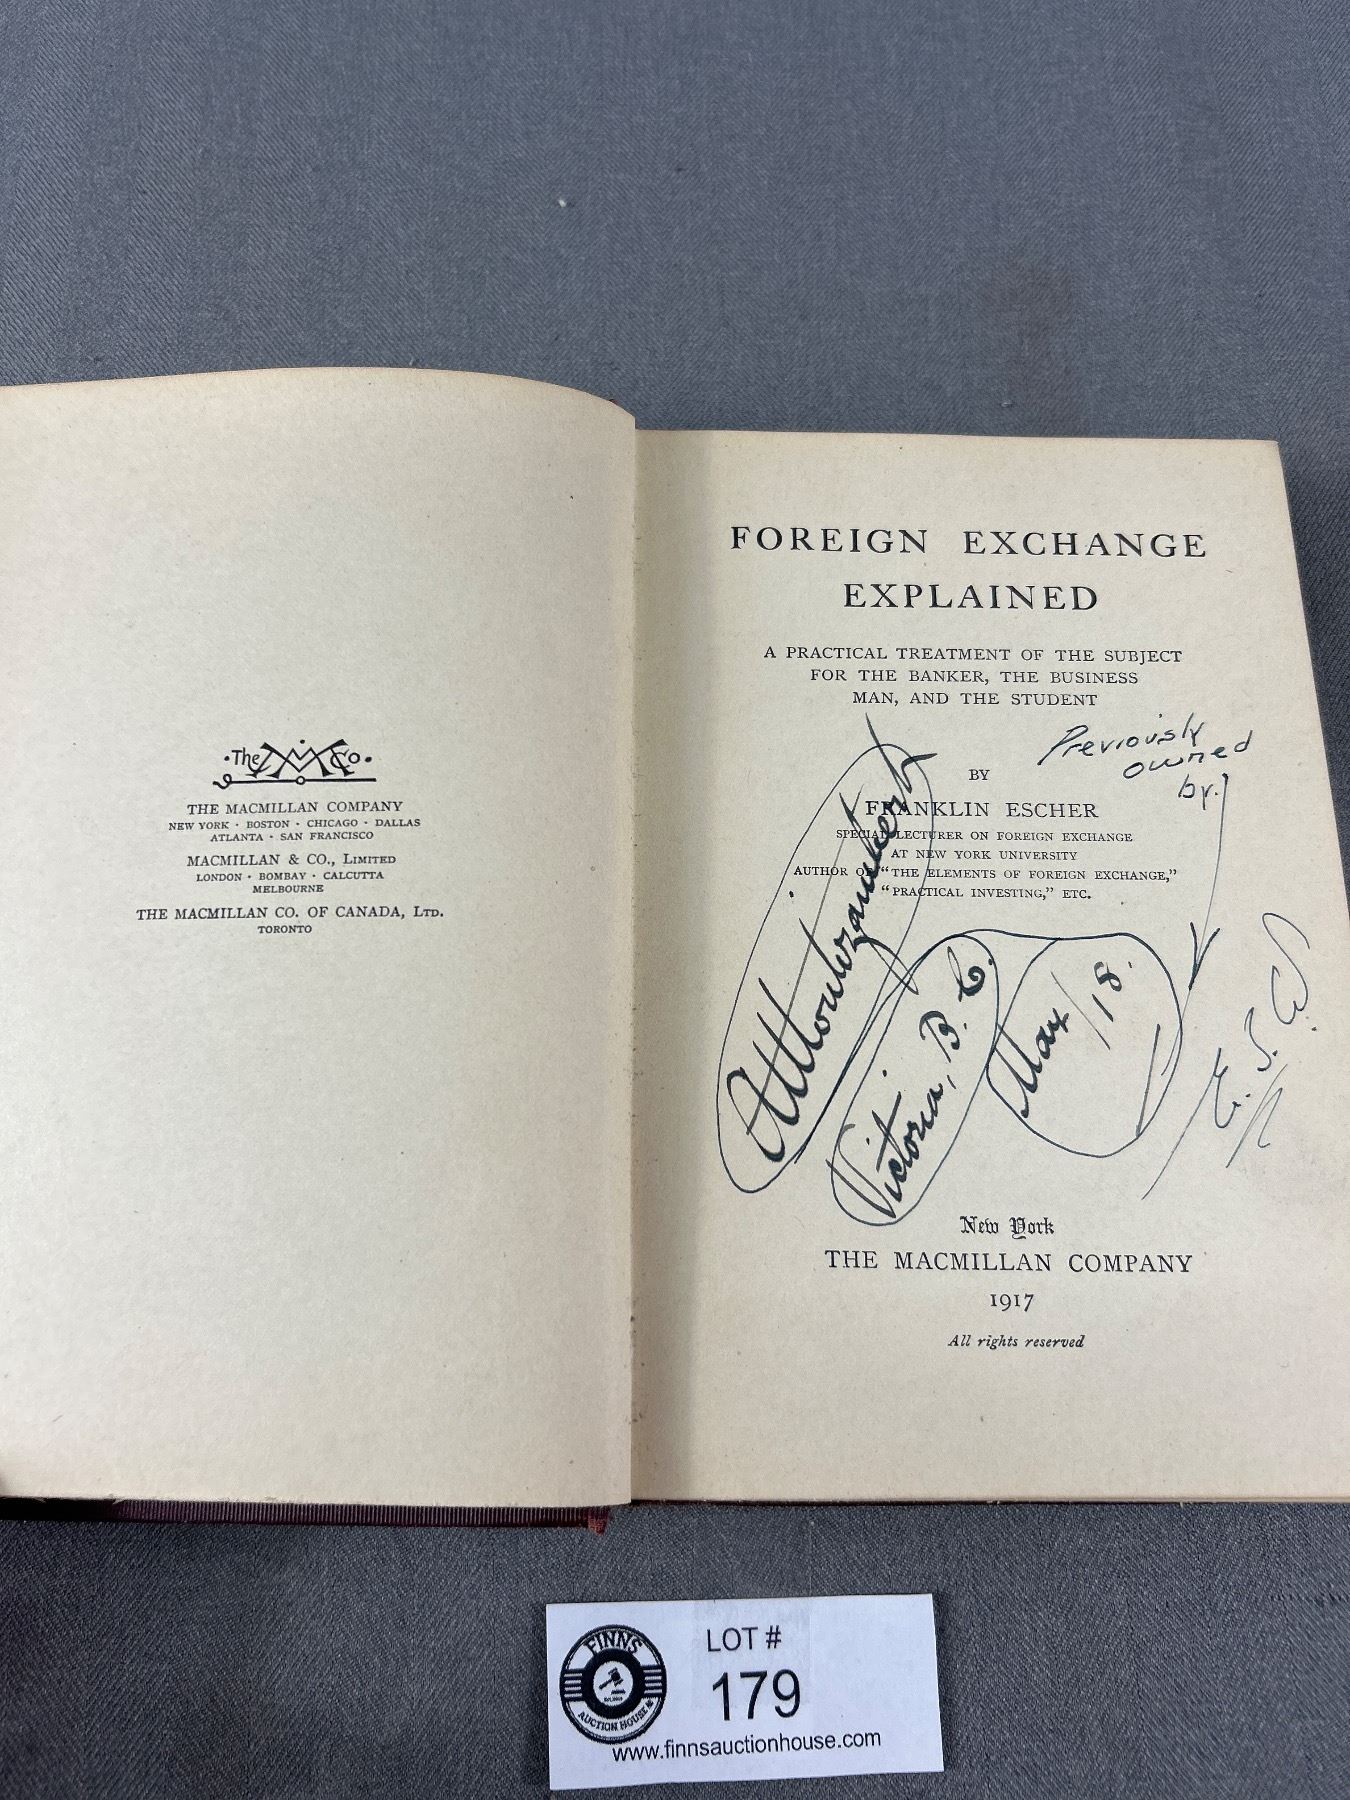 The M Co.
THE MACMILLAN COMPANY
NEW YORK · BOSTON · CHICAGO · DALLAS
ATLANTA · SAN FRANCISCO
MACMILLAN & CO., LIMITED
LONDON · BOMBAY · CALCUTTA
MELBOURNE
THE MACMILLAN CO. OF CANADA, LTD.
TORONTO
FOREIGN EXCHANGE
EXPLAINED
A PRACTICAL TREATMENT OF THE SUBJECT
FOR THE BANKER, THE BUSINESS
MAN, AND THE STUDENT
Previously
owned
by.
BY
FRANKLIN ESCHER
SPECIAL LECTURER ON FOREIGN EXCHANGE
AT NEW YORK UNIVERSITY
AUTHOR OF "THE ELEMENTS OF FOREIGN EXCHANGE,"
"PRACTICAL INVESTING," ETC.
Victoria, B.C.
May/18.
New York
THE MACMILLAN COMPANY
1917
All rights reserved
FINNS
AUCTION HOUSE
LOT #
179
www.finnsauctionhouse.com